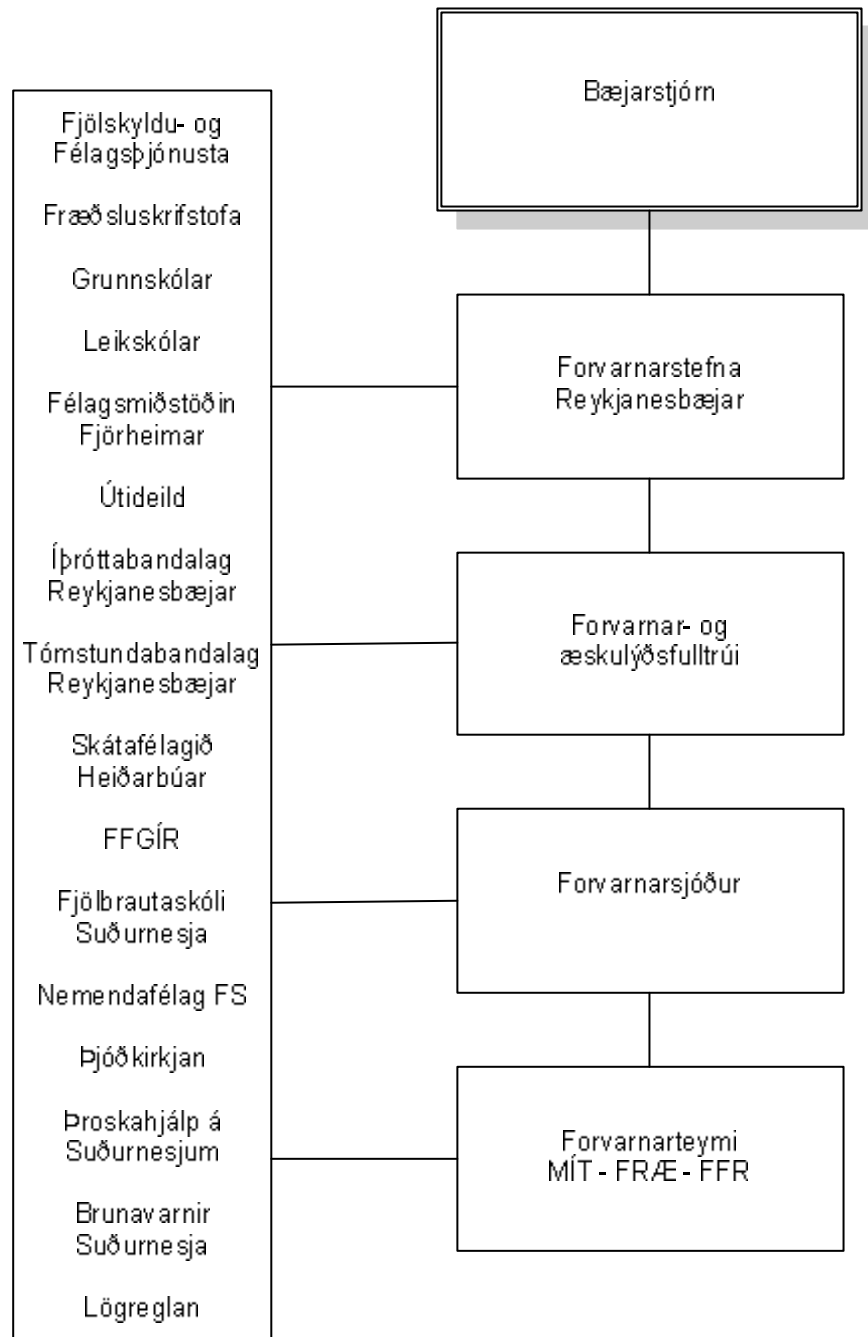 Bæjarstjórn
Fjölskyldu- og
Félagsþjónusta
Fræðsluskrifstofa
Grunnskólar
Leikskólar
Félagsmiðstöðin
Fjörheimar
Útideild
Íþróttabandalag
Reykjanesbæjar
Tómstundabandalag
Reykjanesbæjar
Skátafélagið
Heiðarbúar
FFGÍR
Fjölbrautaskóli
Suðurnesja
Nemendafélag FS
Þjóðkirkjan
Þroskahjálp á
Suðurnesjum
Brunavarnir
Suðurnesja
Lögreglan
Forvarnarstefna
Reykjanesbæjar
Forvarnar- og
æskulýðsfulltrúi
Forvarnarsjóður
Forvarnarteymi
MÍT - FRÆ - FFR